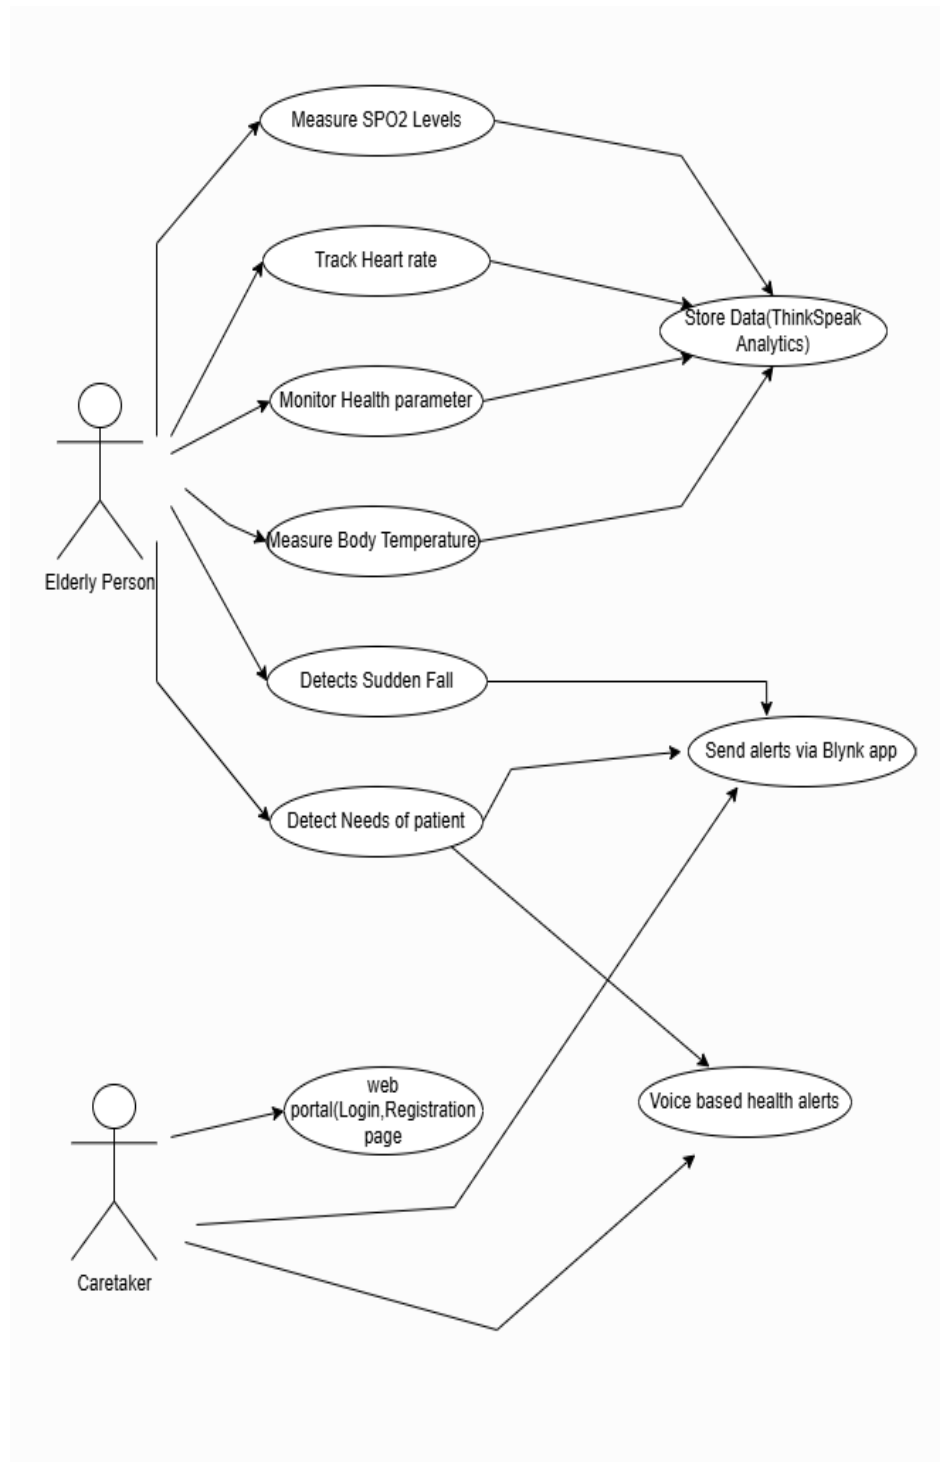 Measure SPO2 Levels
Track Heart rate
Store Data(ThinkSpeak
Analytics)
Monitor Health parameter
Measure Body Temperature
Elderly Person
Detects Sudden Fall
Send alerts via Blynk app
Detect Needs of patient
web
portal(Login,Registration
page
Voice based health alerts
Caretaker